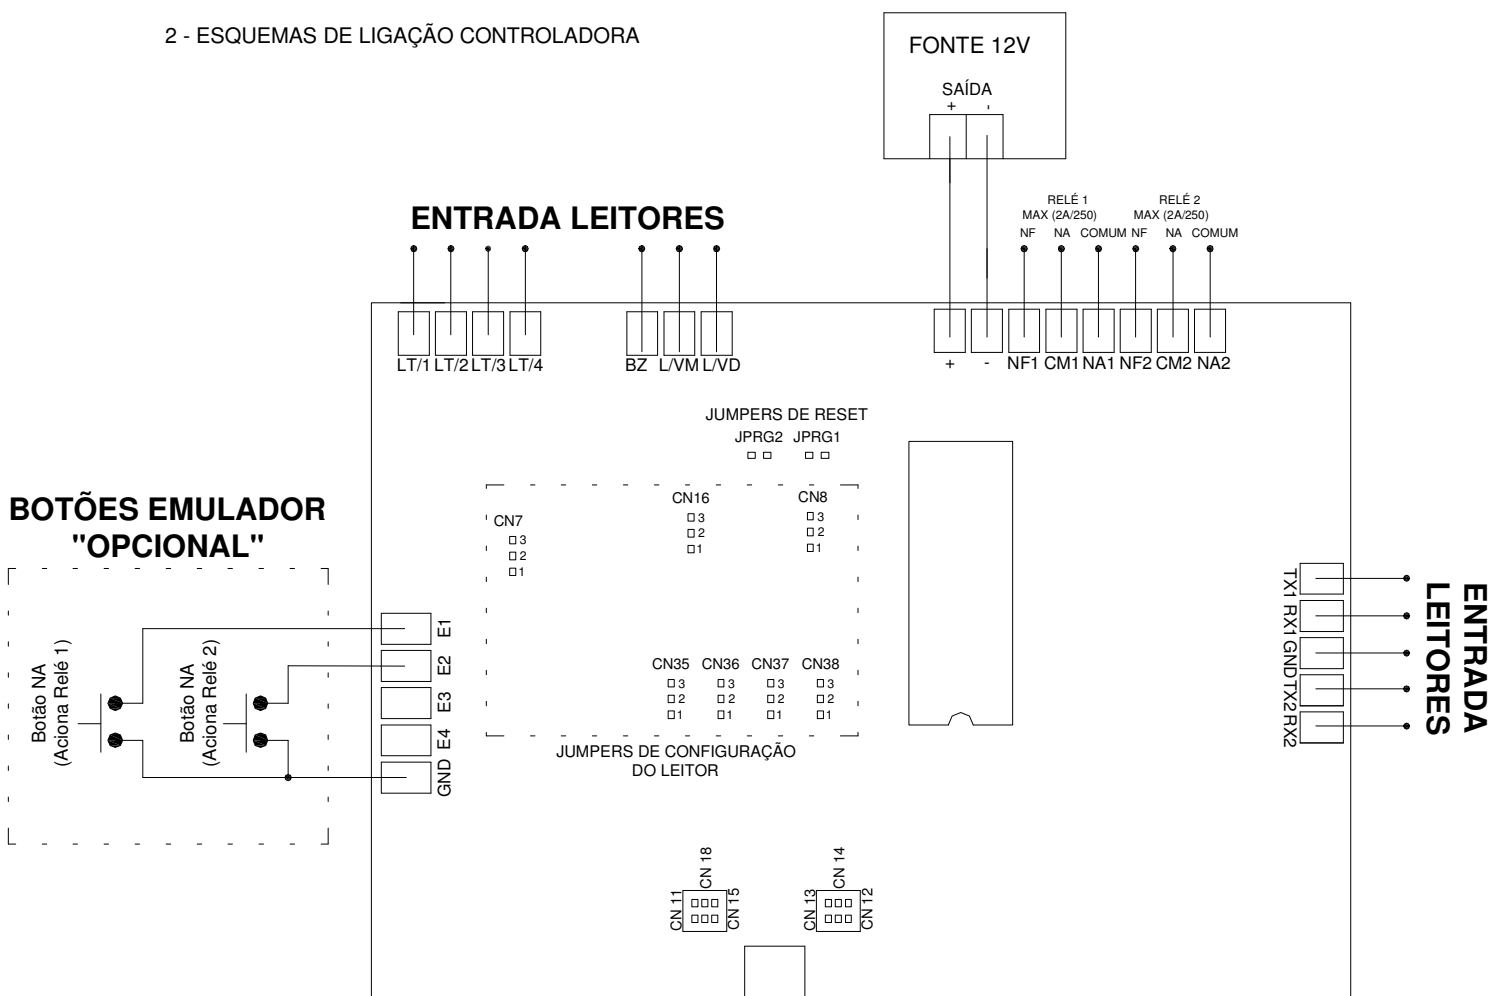 2 - ESQUEMAS DE LIGAÇÃO CONTROLADORA
FONTE 12V
SAÍDA
+ -
ENTRADA LEITORES
RELÉ 1 RELÉ 2
MAX (2A/250) MAX (2A/250)
NF NA COMUM NF NA COMUM
LT/1 LT/2 LT/3 LT/4 BZ L/VM L/VD + - NF1 CM1 NA1 NF2 CM2 NA2
JUMPERS DE RESET
JPRG2 JPRG1
BOTÕES EMULADOR
"OPCIONAL"
CN7
3
2
1
CN16
3
2
1
CN8
3
2
1
Botão NA
(Aciona Relé 1)
Botão NA
(Aciona Relé 2)
E1
E2
E3
E4
GND
CN35 CN36 CN37 CN38
3 3 3 3
2 2 2 2
1 1 1 1
JUMPERS DE CONFIGURAÇÃO
DO LEITOR
TX1
RX1
GND
TX2
RX2
ENTRADA
LEITORES
CN 11
CN 18
CN 15
CN 13
CN 14
CN 12